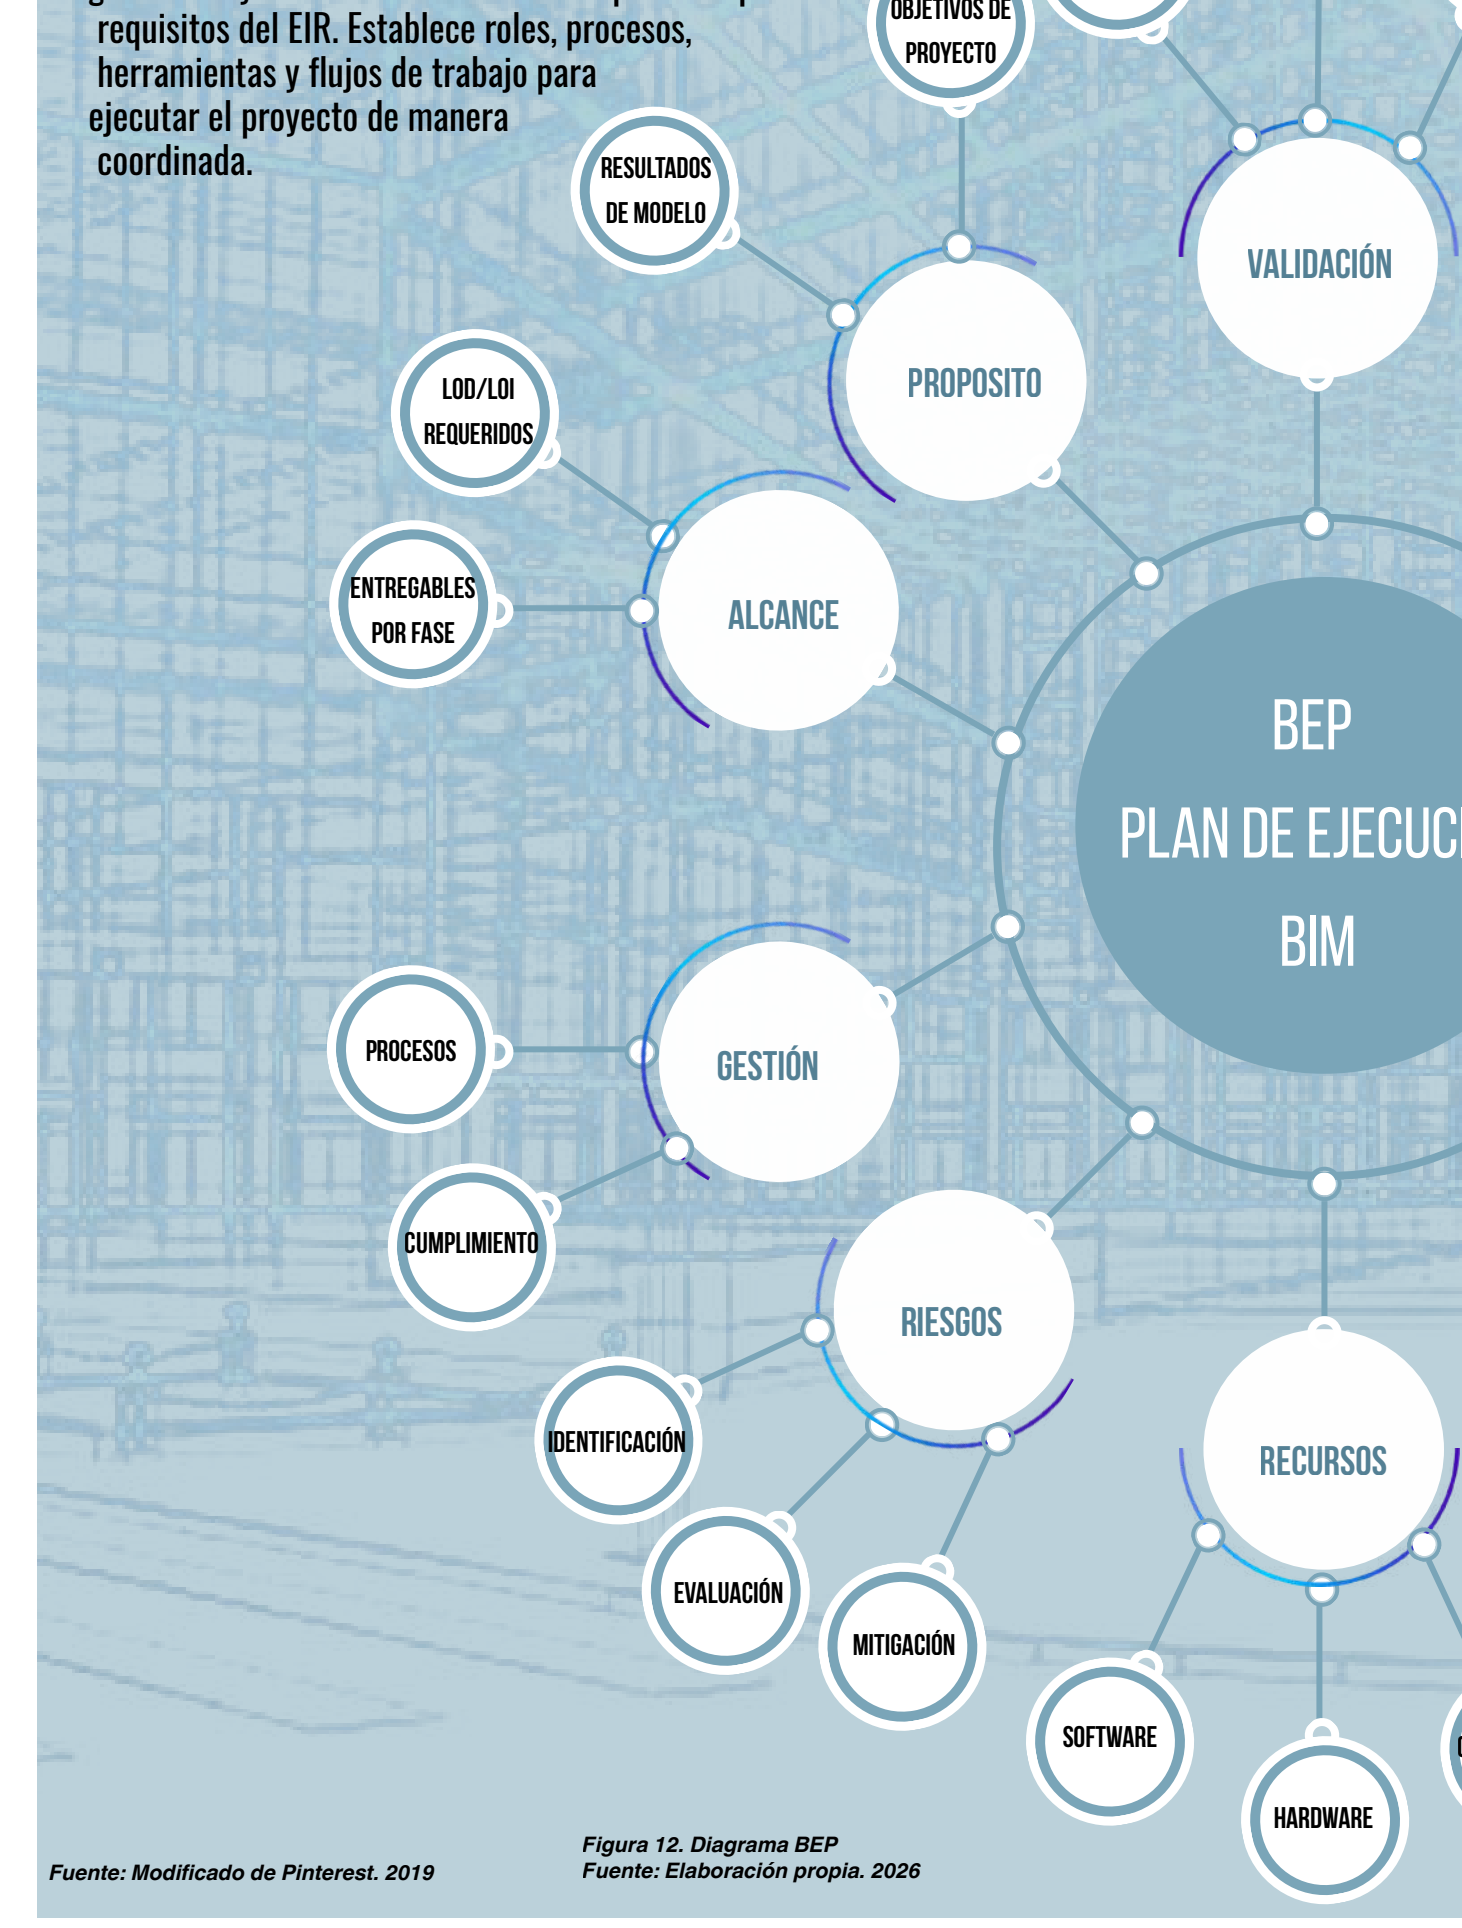 requisitos del EIR. Establece roles, procesos,
herramientas y flujos de trabajo para
ejecutar el proyecto de manera
coordinada.
OBJETIVOS DE
PROYECTO
RESULTADOS
DE MODELO
VALIDACIÓN
PROPOSITO
LOD/LOI
REQUERIDOS
ENTREGABLES
POR FASE
ALCANCE
BEP
PLAN DE EJECUCI
BIM
PROCESOS
GESTIÓN
CUMPLIMIENTO
RIESGOS
IDENTIFICACIÓN
EVALUACIÓN
MITIGACIÓN
RECURSOS
SOFTWARE
HARDWARE
Figura 12. Diagrama BEP
Fuente: Elaboración propia. 2026
Fuente: Modificado de Pinterest. 2019